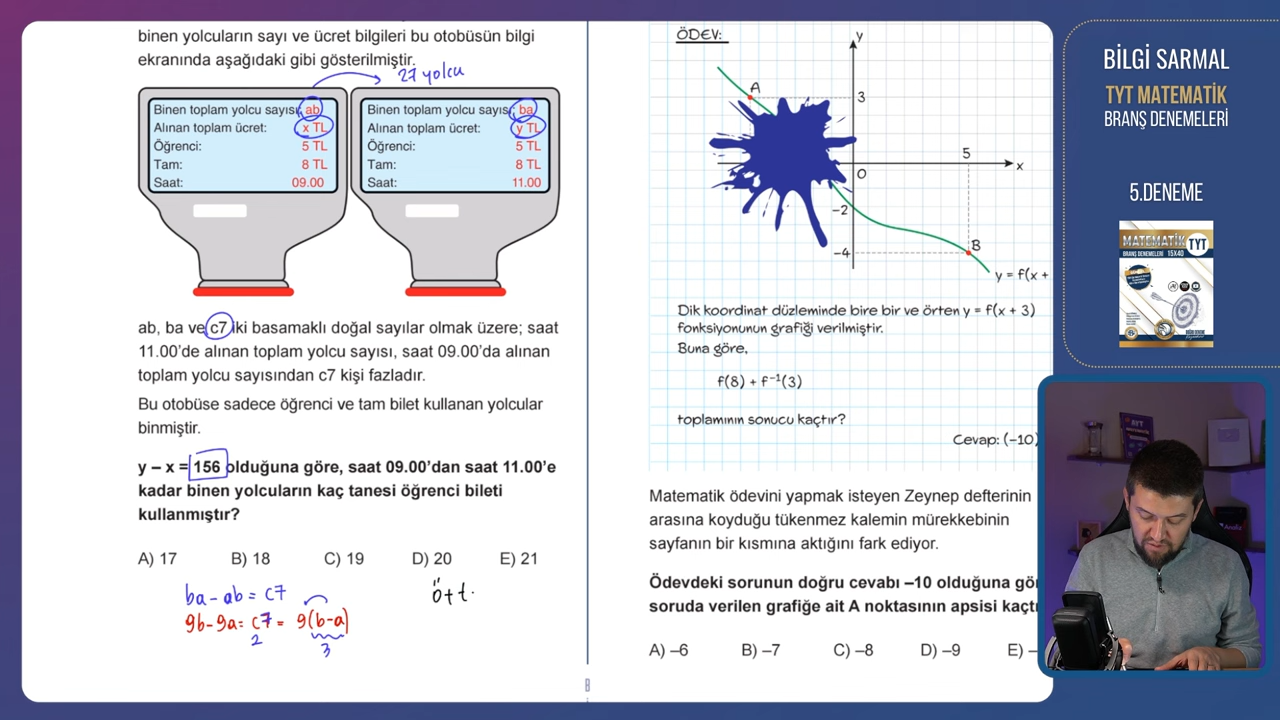 binen yolcuların sayı ve ücret bilgileri bu otobüsün bilgi
ekranında aşağıdaki gibi gösterilmiştir.
27 yolcu
Binen toplam yolcu sayısı: ab
Alınan toplam ücret: x TL
Öğrenci: 5 TL
Tam: 8 TL
Saat: 09.00
Binen toplam yolcu sayısı: ba
Alınan toplam ücret: y TL
Öğrenci: 5 TL
Tam: 8 TL
Saat: 11.00
ab, ba ve c7 iki basamaklı doğal sayılar olmak üzere; saat
11.00'de alınan toplam yolcu sayısı, saat 09.00'da alınan
toplam yolcu sayısından c7 kişi fazladır.
Bu otobüse sadece öğrenci ve tam bilet kullanan yolcular
binmiştir.
y – x = 156 olduğuna göre, saat 09.00'dan saat 11.00'e
kadar binen yolcuların kaç tanesi öğrenci bileti
kullanmıştır?
A) 17 B) 18 C) 19 D) 20 E) 21
ba - ab = c7
9b - 9a = c7 = 9(b-a)
2
3
ö+t.
ÖDEV:
y
A
3
5
x
O
–2
–4
B
y = f(x +
Dik koordinat düzleminde bire bir ve örten y = f(x + 3)
fonksiyonunun grafiği verilmiştir.
Buna göre,
f(8) + f⁻¹(3)
toplamının sonucu kaçtır?
Cevap: (–10)
Matematik ödevini yapmak isteyen Zeynep defterinin
arasına koyduğu tükenmez kalemin mürekkebinin
sayfanın bir kısmına aktığını fark ediyor.
Ödevdeki sorunun doğru cevabı –10 olduğuna gö
soruda verilen grafiğe ait A noktasının apsisi kaçt
A) –6 B) –7 C) –8 D) –9 E) –
8
BİLGİ SARMAL
TYT MATEMATİK
BRANŞ DENEMELERİ
5.DENEME
MATEMATİK TYT
BRANŞ DENEMELERİ 15X40